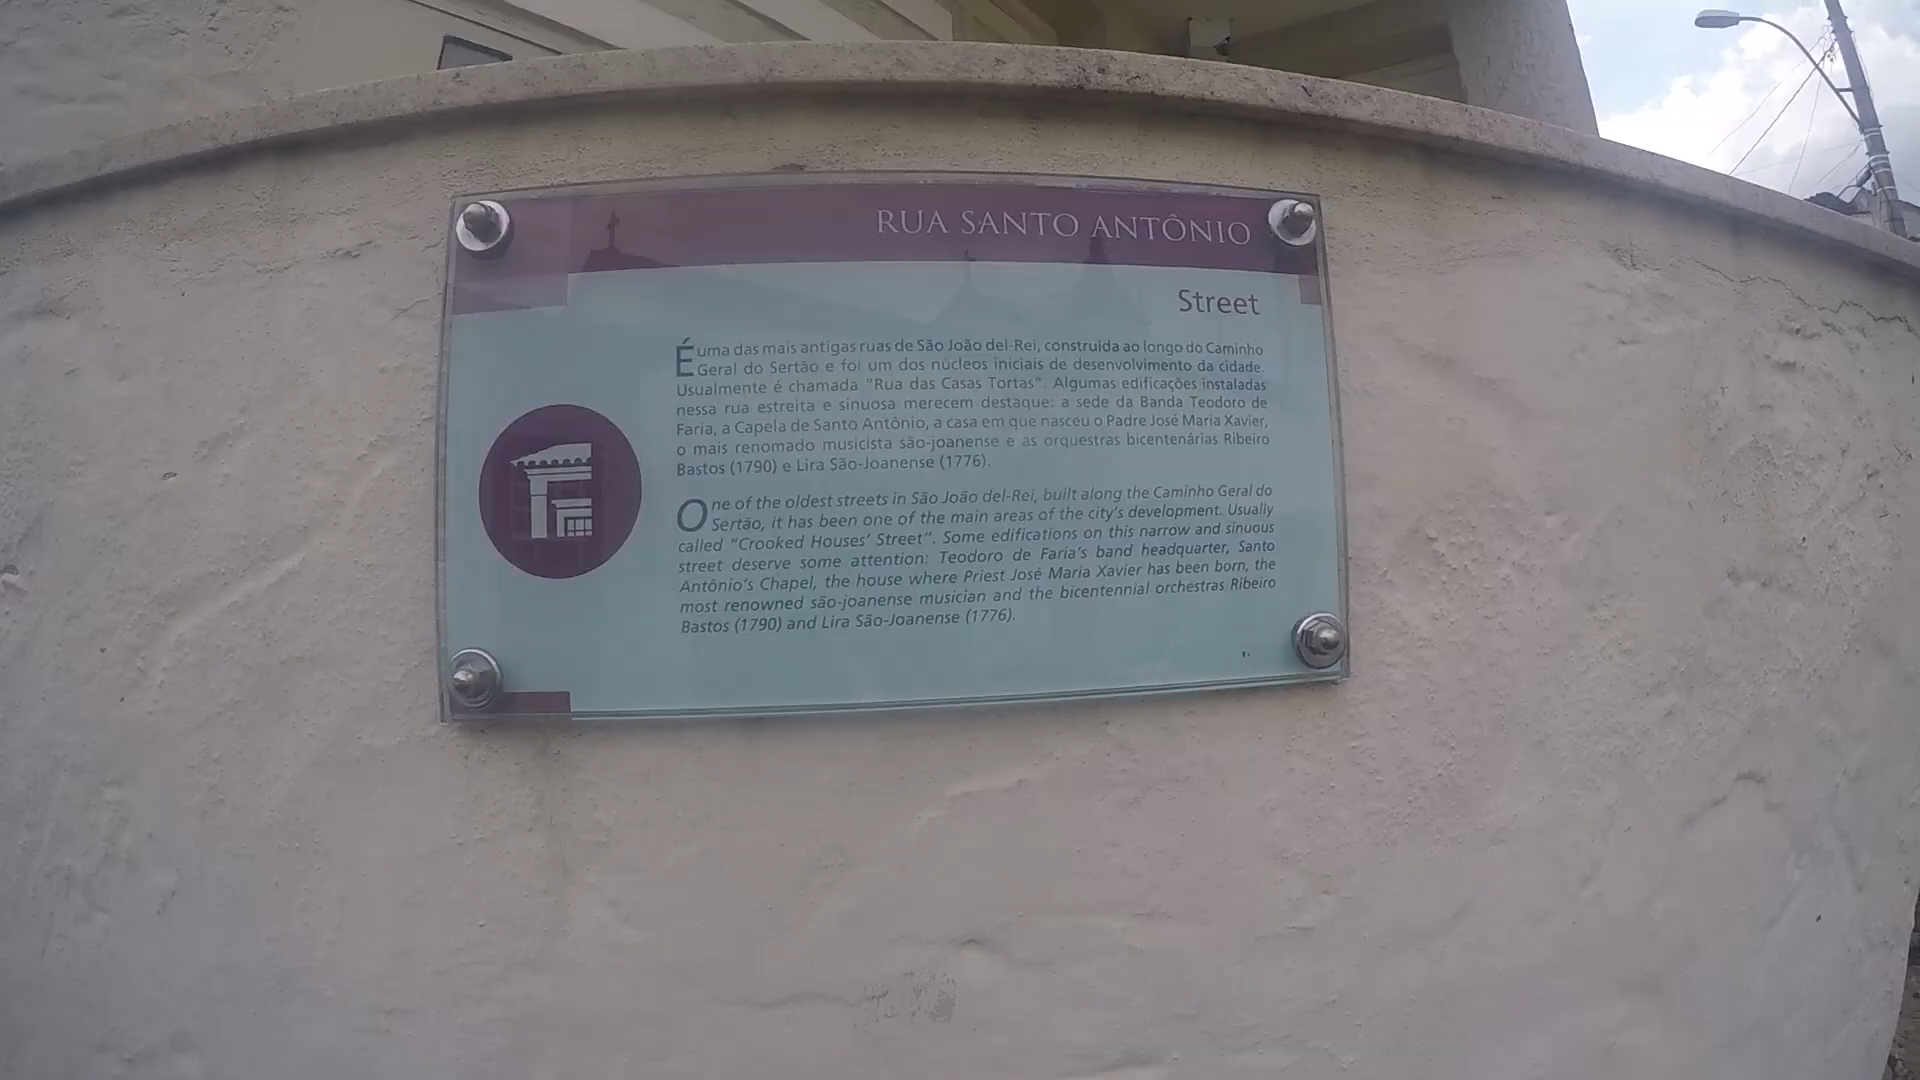 RUA SANTO ANTÔNIO
Street
É uma das mais antigas ruas de São João del-Rei, construída ao longo do Caminho
Geral do Sertão e foi um dos núcleos iniciais de desenvolvimento da cidade.
Usualmente é chamada "Rua das Casas Tortas". Algumas edificações instaladas
nessa rua estreita e sinuosa merecem destaque: a sede da Banda Teodoro de
Faria, a Capela de Santo Antônio, a casa em que nasceu o Padre José Maria Xavier,
o mais renomado musicista são-joanense e as orquestras bicentenárias Ribeiro
Bastos (1790) e Lira São-Joanense (1776).
One of the oldest streets in São João del-Rei, built along the Caminho Geral do
Sertão, it has been one of the main areas of the city's development. Usually
called "Crooked Houses' Street". Some edifications on this narrow and sinuous
street deserve some attention: Teodoro de Faria's band headquarter, Santo
Antônio's Chapel, the house where Priest José Maria Xavier has been born, the
most renowned são-joanense musician and the bicentennial orchestras Ribeiro
Bastos (1790) and Lira São-Joanense (1776).